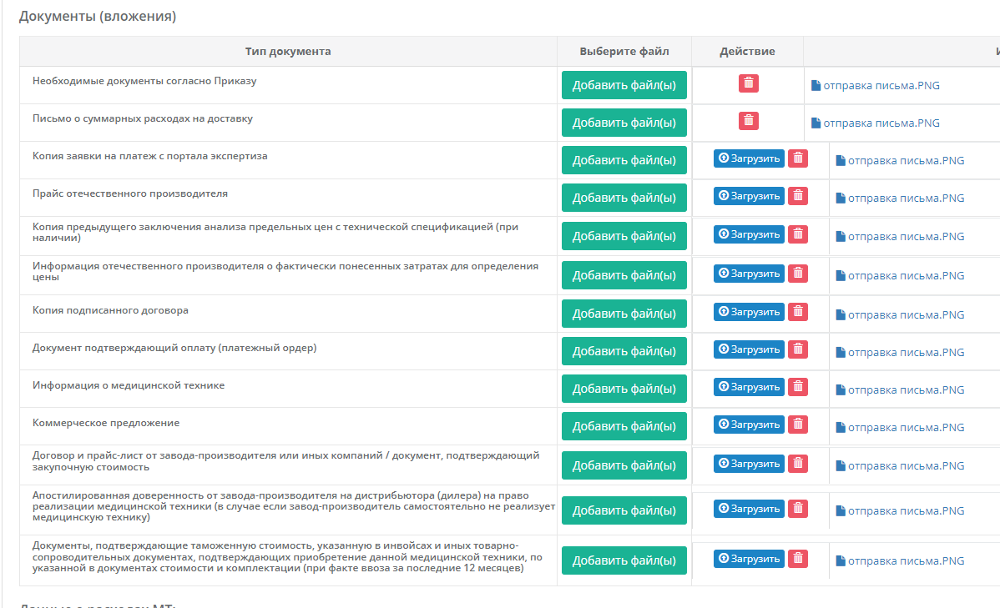 Документы (вложения)
Тип документа Выберите файл Действие
Необходимые документы согласно Приказу Добавить файл(ы) отправка письма.PNG
Письмо о суммарных расходах на доставку Добавить файл(ы) отправка письма.PNG
Копия заявки на платеж с портала экспертиза Добавить файл(ы) Загрузить отправка письма.PNG
Прайс отечественного производителя Добавить файл(ы) Загрузить отправка письма.PNG
Копия предыдущего заключения анализа предельных цен с технической спецификацией (при
наличии) Добавить файл(ы) Загрузить отправка письма.PNG
Информация отечественного производителя о фактически понесенных затратах для определения
цены Добавить файл(ы) Загрузить отправка письма.PNG
Копия подписанного договора Добавить файл(ы) Загрузить отправка письма.PNG
Документ подтверждающий оплату (платежный ордер) Добавить файл(ы) Загрузить отправка письма.PNG
Информация о медицинской технике Добавить файл(ы) Загрузить отправка письма.PNG
Коммерческое предложение Добавить файл(ы) Загрузить отправка письма.PNG
Договор и прайс-лист от завода-производителя или иных компаний / документ, подтверждающий
закупочную стоимость Добавить файл(ы) Загрузить отправка письма.PNG
Апостилированная доверенность от завода-производителя на дистрибьютора (дилера) на право
реализации медицинской техники (в случае если завод-производитель самостоятельно не реализует
медицинскую технику) Добавить файл(ы) Загрузить отправка письма.PNG
Документы, подтверждающие таможенную стоимость, указанную в инвойсах и иных товарно-
сопроводительных документах, подтверждающих приобретение данной медицинской техники, по
указанной в документах стоимости и комплектации (при факте ввоза за последние 12 месяцев) Добавить файл(ы) Загрузить отправка письма.PNG